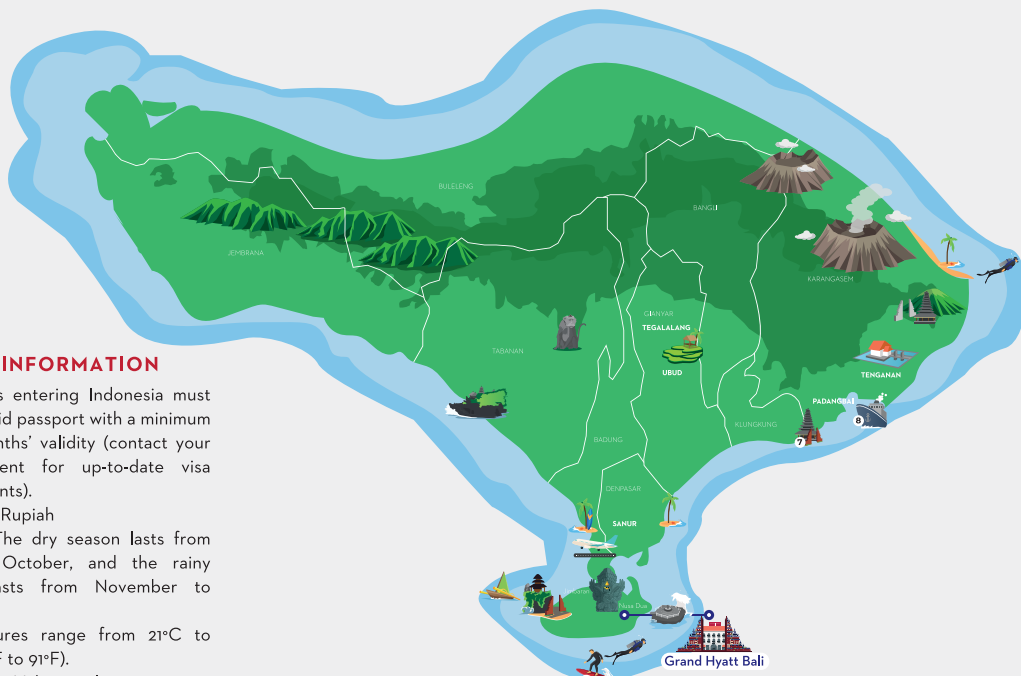 BULELENG
BANGLI
JEMBRANA
KARANGASEM
GIANYAR
TEGALALANG
TABANAN
UBUD
TENGANAN
PADANGBAI
8
KLUNGKUNG
7
BADUNG
DENPASAR
SANUR
Nusa Dua
Grand Hyatt Bali
INFORMATION
s entering Indonesia must
id passport with a minimum
nths’ validity (contact your
ent for up-to-date visa
nts).
Rupiah
The dry season lasts from
October, and the rainy
asts from November to
ures range from 21°C to
F to 91°F).